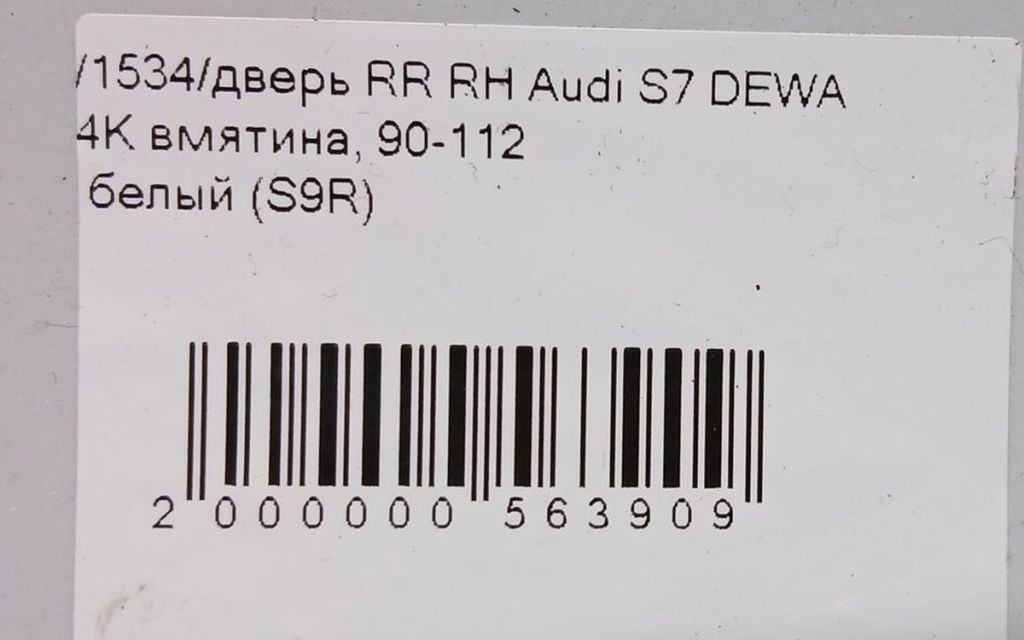 /1534/дверь RR RH Audi S7 DEWA
4K вмятина, 90-112
белый (S9R)
2 000000 563909